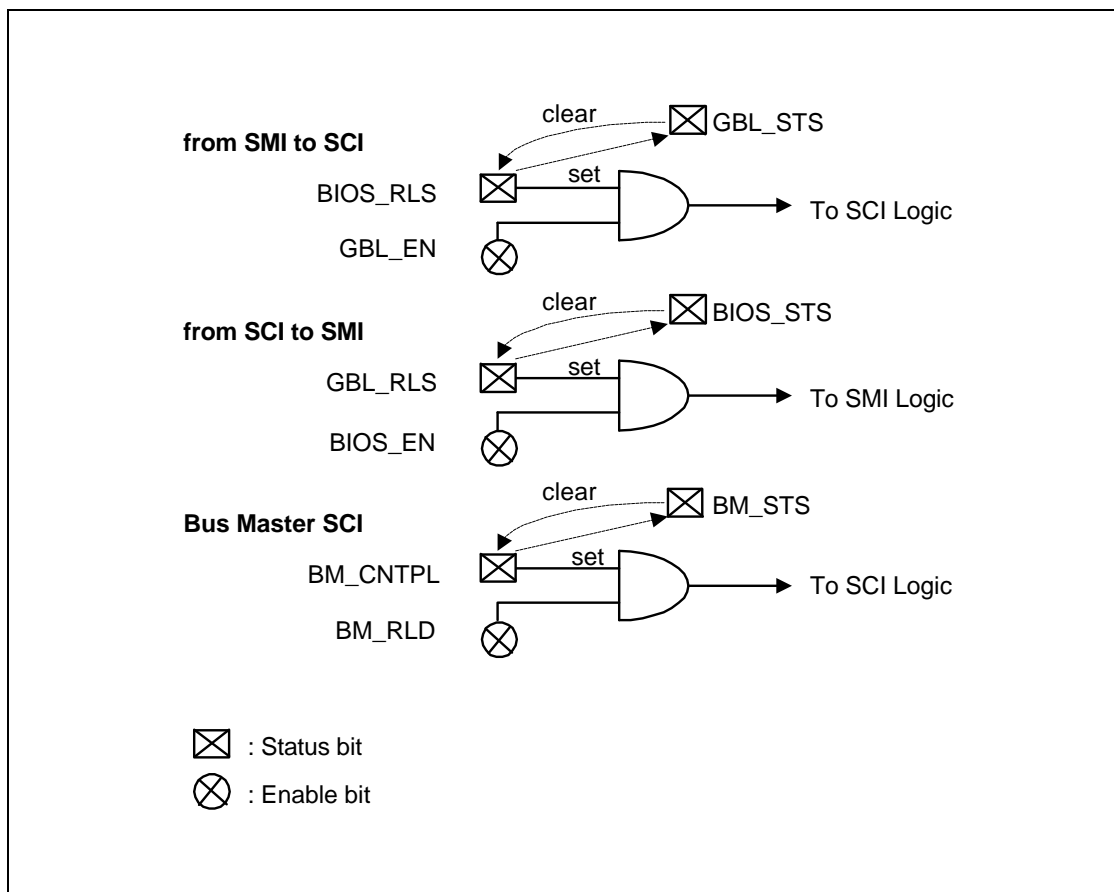 clear
GBL_STS
from SMI to SCI
set
BIOS_RLS
To SCI Logic
GBL_EN
clear
BIOS_STS
from SCI to SMI
set
GBL_RLS
To SMI Logic
BIOS_EN
clear
BM_STS
Bus Master SCI
set
BM_CNTPL
To SCI Logic
BM_RLD
: Status bit
: Enable bit